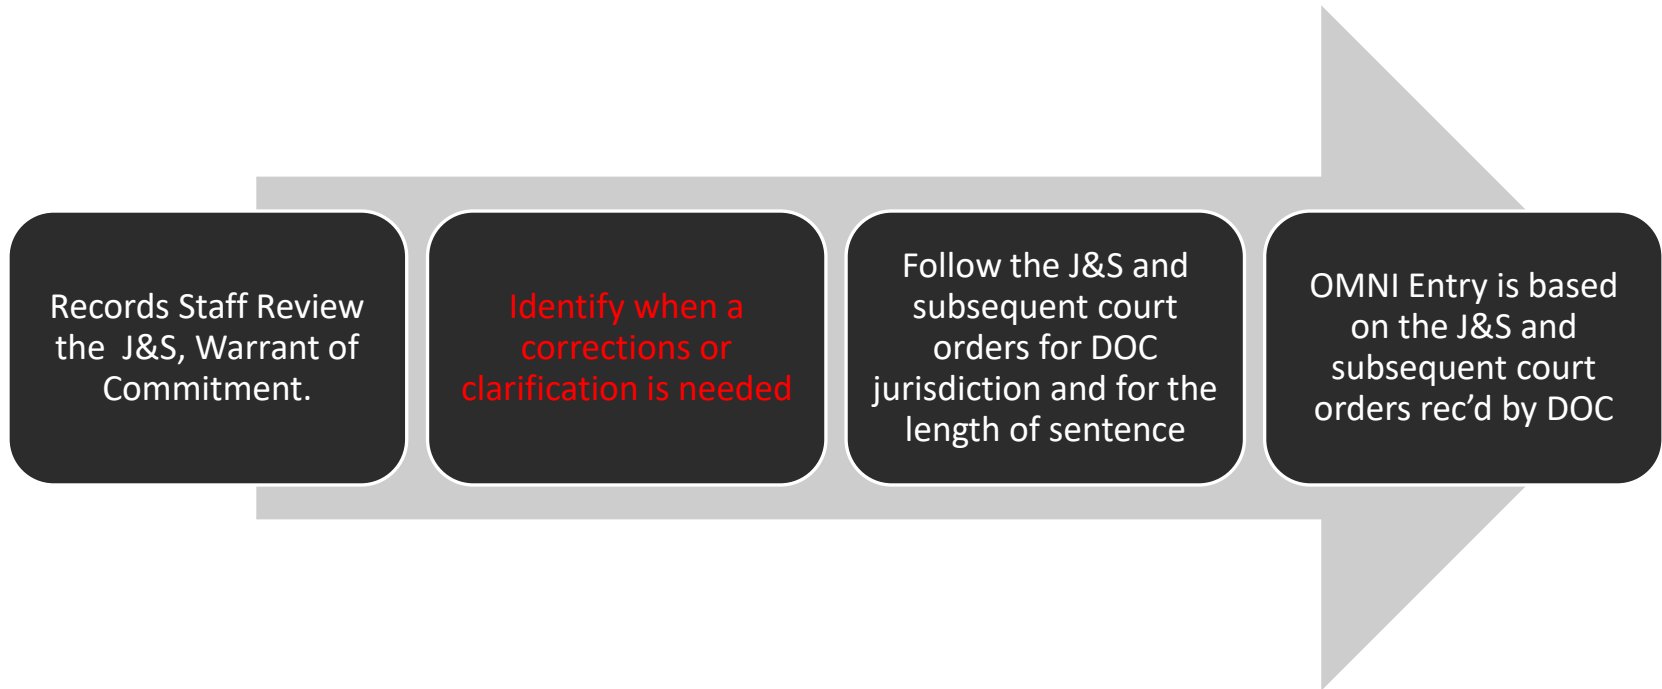 Records Staff Review
the  J&S, Warrant of
Commitment.
Identify when a
corrections or
clarification is needed
Follow the J&S and
subsequent court
orders for DOC
jurisdiction and for the
length of sentence
OMNI Entry is based
on the J&S and
subsequent court
orders rec’d by DOC